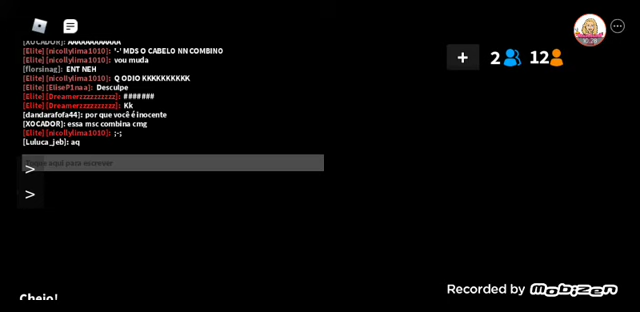 [XOCADOR]: AAAAAAAAAAAA
[Elite] [nicollylima1010]: '-' MDS O CABELO NN COMBINO
[Elite] [nicollylima1010]: vou muda
[florsinag]: ENT NEH
[Elite] [nicollylima1010]: Q ODIO KKKKKKKKKK
[Elite] [EliseP1naa]: Desculpe
[Elite] [Dreamerzzzzzzzzzz]: #######
[Elite] [Dreamerzzzzzzzzzz]: Kk
[dandarafofa44]: por que você é inocente
[XOCADOR]: essa msc combina cmg
[Elite] [nicollylima1010]: ;-;
[Luluca_jeb]: aq
Toque aqui para escrever
>
>
+ 2 12
Cheio!
Recorded by Mobizen